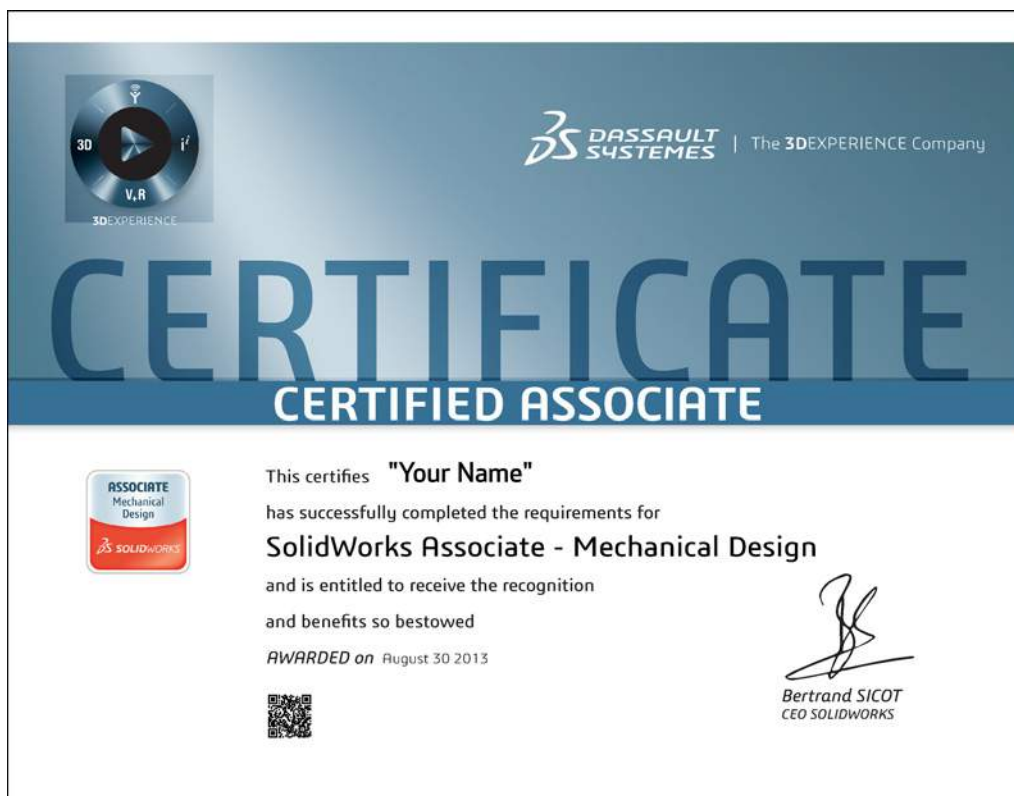 3D
i i
V+R
3DEXPERIENCE
DASSAULT
SYSTEMES | The 3DEXPERIENCE Company
CERTIFICATE
CERTIFIED ASSOCIATE
ASSOCIATE
Mechanical
Design
SOLIDWORKS
This certifies "Your Name"
has successfully completed the requirements for
SolidWorks Associate - Mechanical Design
and is entitled to receive the recognition
and benefits so bestowed
AWARDED on August 30 2013
Bertrand SICOT
CEO SOLIDWORKS